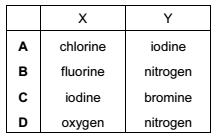 X Y
A chlorine iodine
B fluorine nitrogen
C iodine bromine
D oxygen nitrogen